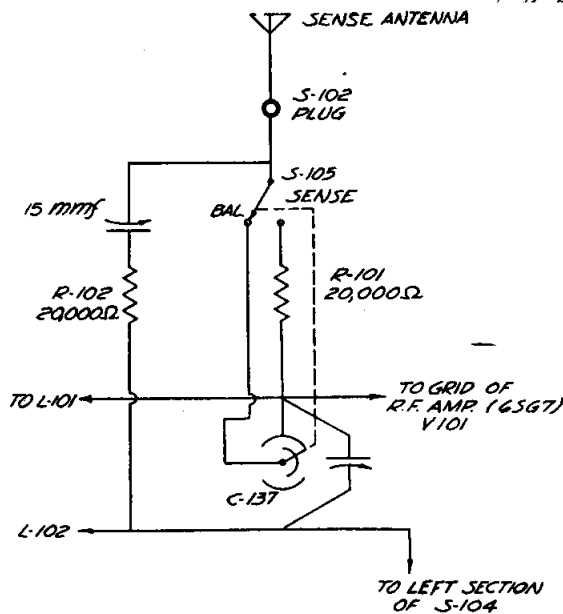 SENSE ANTENNA
S-102
PLUG
S-105
SENSE
BAL.
15 mmf
R-102
20,000Ω
R-101
20,000Ω
TO L-101
TO GRID OF
R.F. AMP. (6SG7)
V101
C-137
L-102
TO LEFT SECTION
OF S-104